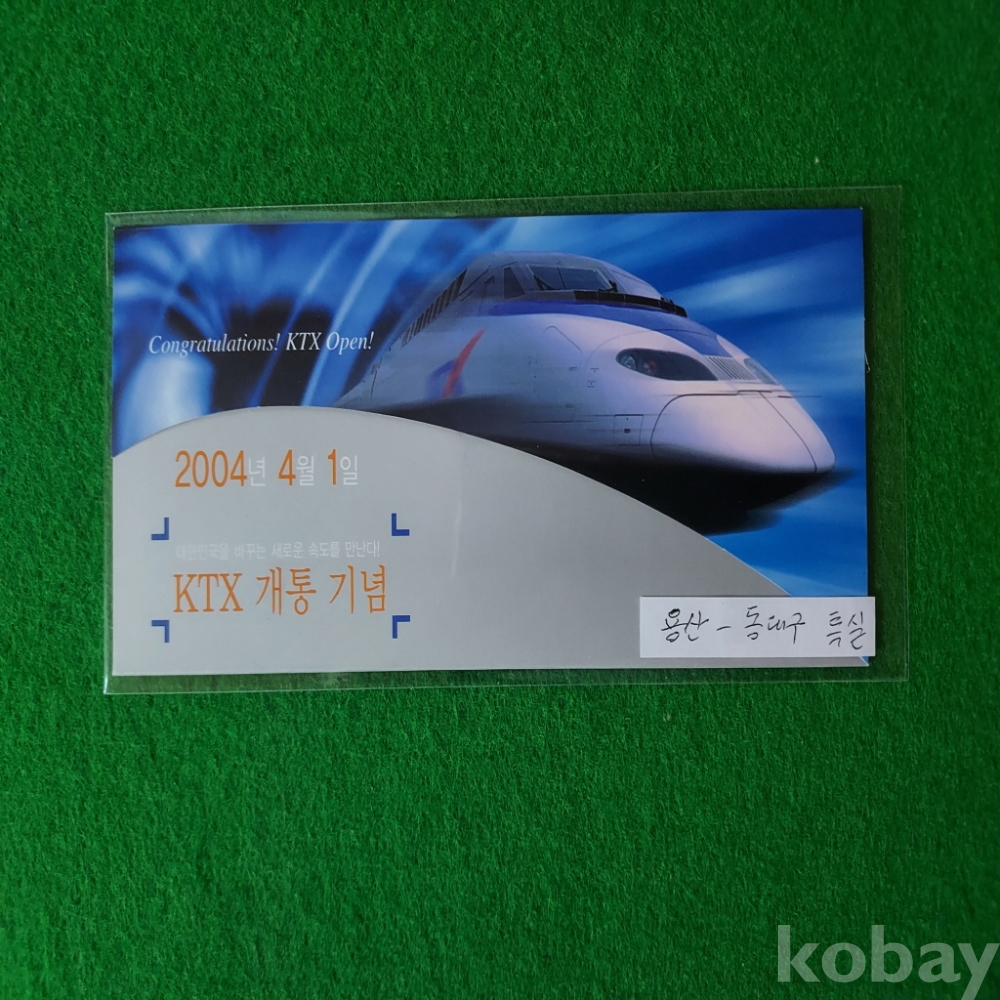 Congratulations! KTX Open!
2004년 4월 1일
대한민국을 바꾸는 새로운 속도를 만난다!
KTX 개통 기념
용산 - 동대구 특실
kobay